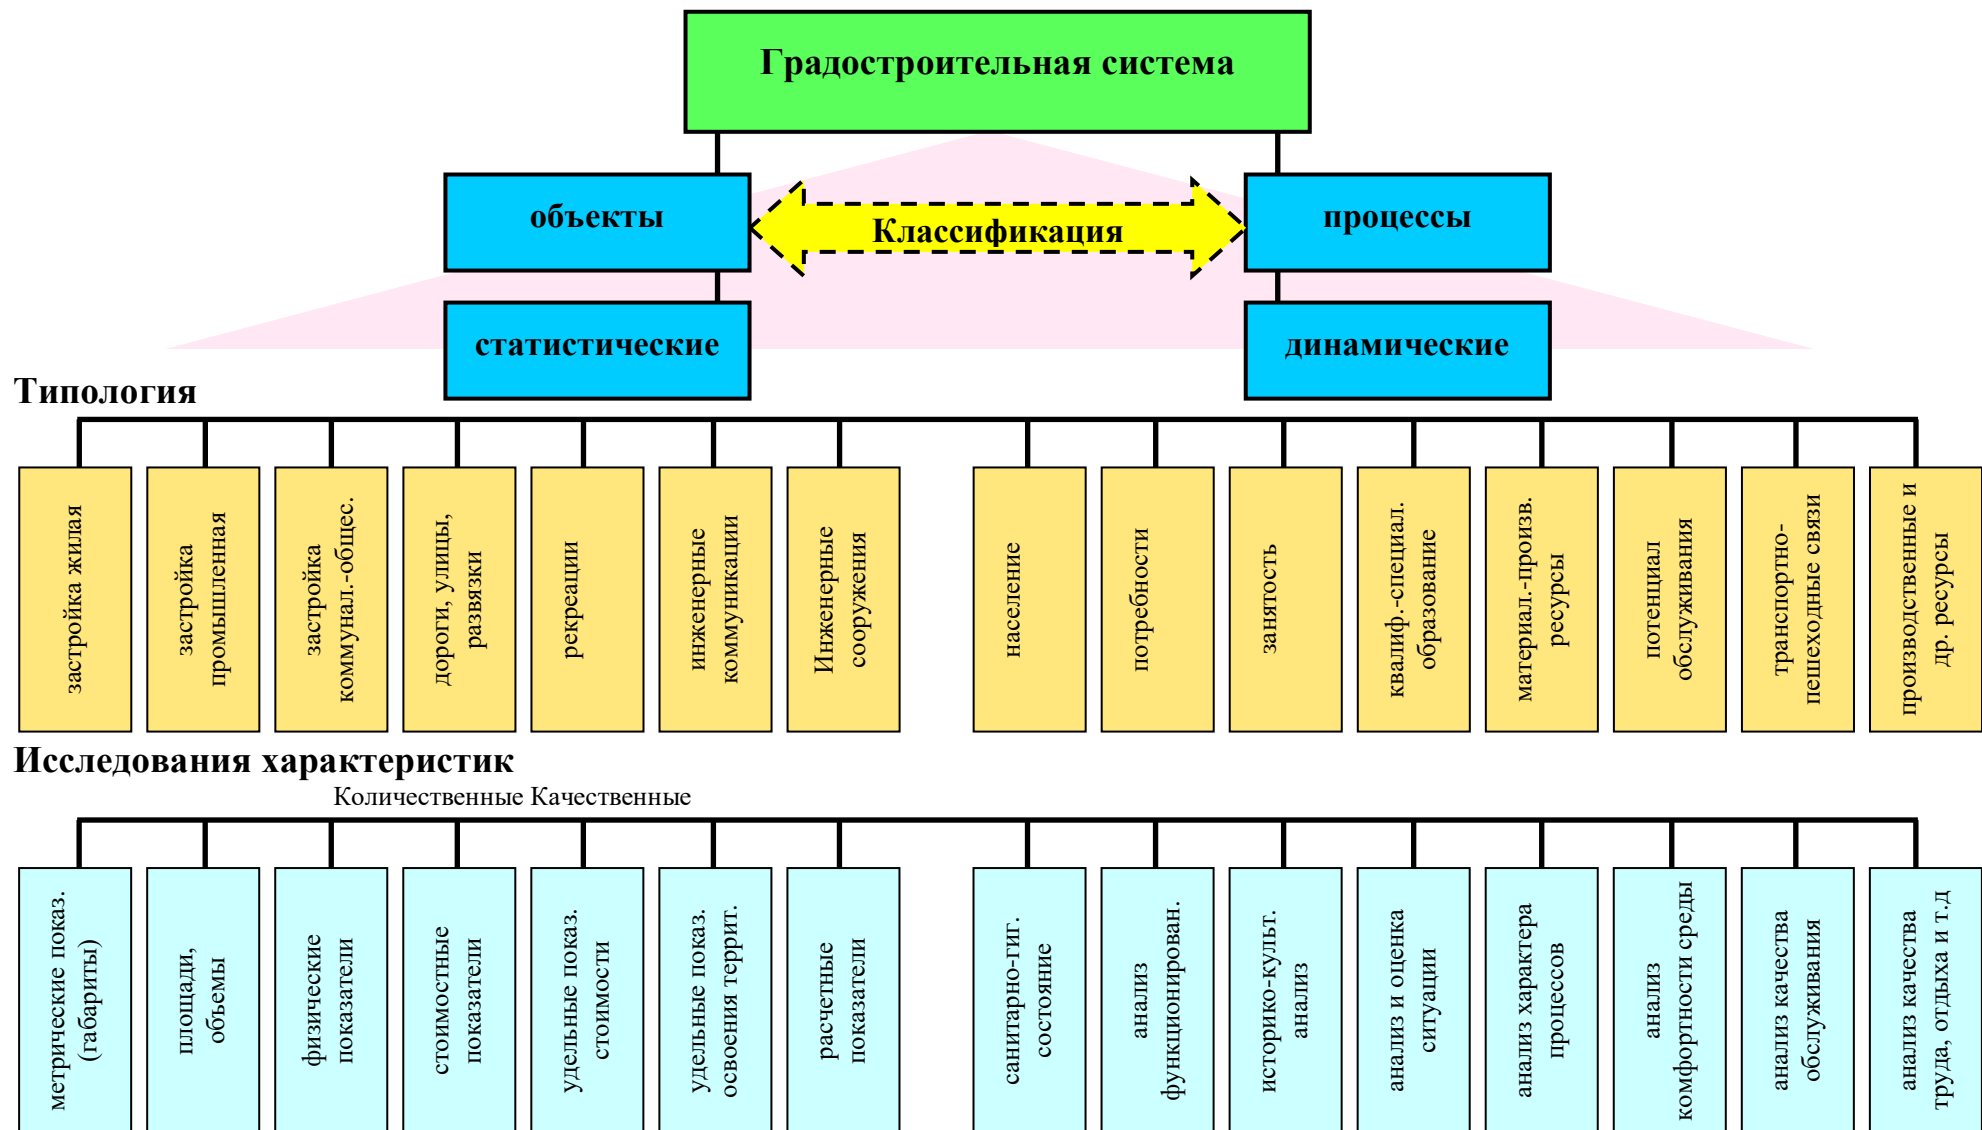 Градостроительная система
объекты
Классификация
процессы
статистические
динамические
Типология
застройка жилая
застройка
промышленная
застройка
коммунал.-общес.
дороги, улицы,
развязки
рекреации
инженерные
коммуникации
Инженерные
сооружения
население
потребности
занятость
квалиф.-специал.
образование
материал.-произв.
ресурсы
потенциал
обслуживания
транспортно-
пешеходные связи
производственные и
др. ресурсы
Исследования характеристик
Количественные Качественные
метрические показ.
(габариты)
площади,
объемы
физические
показатели
стоимостные
показатели
удельные показ.
стоимости
удельные показ.
освоения террит.
расчетные
показатели
санитарно-гиг.
состояние
анализ
функционирован.
историко-культ.
анализ
анализ и оценка
ситуации
анализ характера
процессов
анализ
комфортности среды
анализ качества
обслуживания
анализ качества
труда, отдыха и т.д